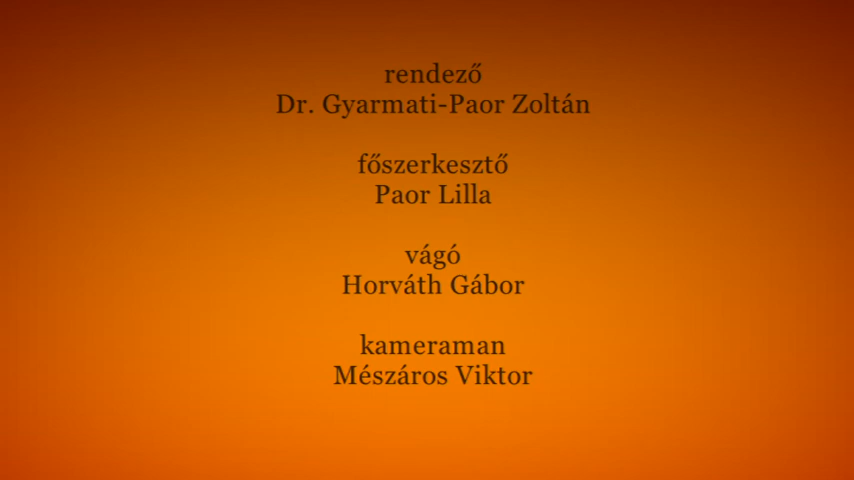 rendező
Dr. Gyarmati-Paor Zoltán
főszerkesztő
Paor Lilla
vágó
Horváth Gábor
kameraman
Mészáros Viktor